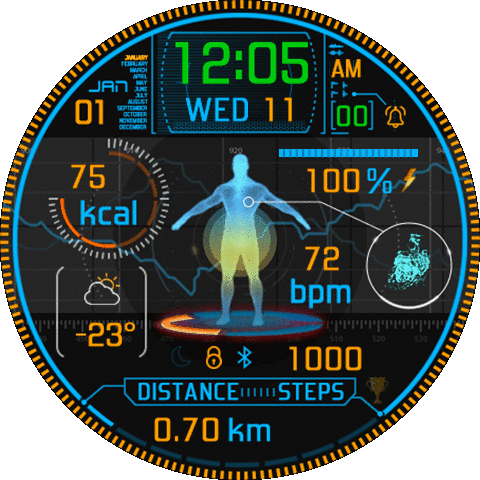 12:05
AM
WED 11
00
JAN
01
JANUARY
FEBRUARY
MARCH
APRIL
MAY
JUNE
JULY
AUGUST
SEPTEMBER
OCTOBER
NOVEMBER
DECEMBER
920
100 %
75
kcal
72
bpm
-23°
1000
DISTANCE STEPS
0.70 km